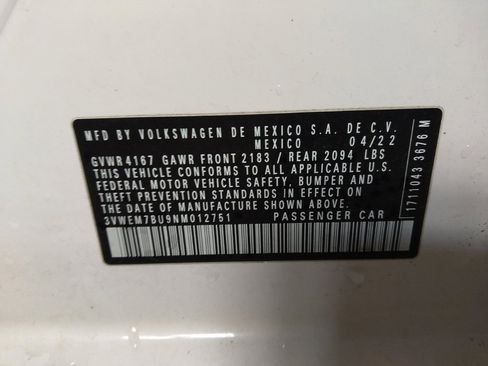 MFD BY VOLKSWAGEN DE MEXICO S.A. DE C.V.
MEXICO 04/22
GVWR4167 GAWR FRONT 2183 / REAR 2094 LBS
THIS VEHICLE CONFORMS TO ALL APPLICABLE U.S.
FEDERAL MOTOR VEHICLE SAFETY, BUMPER AND
THEFT PREVENTION STANDARDS IN EFFECT ON
THE DATE OF MANUFACTURE SHOWN ABOVE.
3VWEM7BU9NM012751 PASSENGER CAR
1711043 3676 M